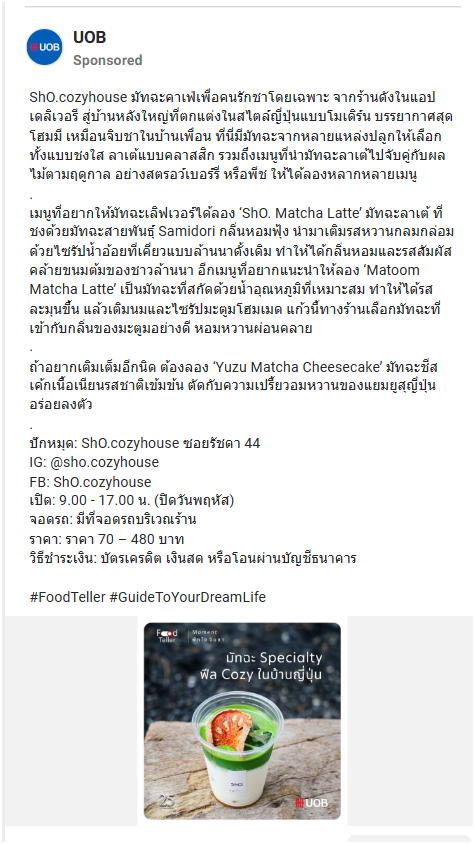 UOB
UOB
Sponsored
ShO.cozyhouse มัทฉะคาเฟ่เพื่อคนรักชาโดยเฉพาะ จากร้านดังในแอป
เดลิเวอรี สู่บ้านหลังใหญ่ที่ตกแต่งในสไตล์ญี่ปุ่นแบบโมเดิร์น บรรยากาศสุด
โฮมมี่ เหมือนจิบชาในบ้านเพื่อน ที่นี่มีมัทฉะจากหลายแหล่งปลูกให้เลือก
ทั้งแบบชงใส ลาเต้แบบคลาสสิก รวมถึงเมนูที่นำมัทฉะลาเต้ไปจับคู่กับผล
ไม้ตามฤดูกาล อย่างสตรอว์เบอร์รี่ หรือพีช ให้ได้ลองหลากหลายเมนู
.
เมนูที่อยากให้มัทฉะเลิฟเวอร์ได้ลอง ‘ShO. Matcha Latte’ มัทฉะลาเต้ ที่
ชงด้วยมัทฉะสายพันธุ์ Samidori กลิ่นหอมฟุ้ง นำมาเติมรสหวานกลมกล่อม
ด้วยไซรัปน้ำอ้อยที่เคี่ยวแบบล้านนาดั้งเดิม ทำให้ได้กลิ่นหอมและรสสัมผัส
คล้ายขนมต้มของชาวล้านนา อีกเมนูที่อยากแนะนำให้ลอง ‘Matoom
Matcha Latte’ เป็นมัทฉะที่สกัดด้วยน้ำอุณหภูมิที่เหมาะสม ทำให้ได้รส
ละมุนขึ้น แล้วเติมนมและไซรัปมะตูมโฮมเมด แก้วนี้ทางร้านเลือกมัทฉะที่
เข้ากับกลิ่นของมะตูมอย่างดี หอมหวานผ่อนคลาย
.
ถ้าอยากเติมเต็มอีกนิด ต้องลอง ‘Yuzu Matcha Cheesecake’ มัทฉะชีส
เค้กเนื้อเนียนรสชาติเข้มข้น ตัดกับความเปรี้ยวอมหวานของแยมยูสุญี่ปุ่น
อร่อยลงตัว
.
ปักหมุด: ShO.cozyhouse ซอยรัชดา 44
IG: @sho.cozyhouse
FB: ShO.cozyhouse
เปิด: 9.00 - 17.00 น. (ปิดวันพฤหัส)
จอดรถ: มีที่จอดรถบริเวณร้าน
ราคา: ราคา 70 – 480 บาท
วิธีชำระเงิน: บัตรเครดิต เงินสด หรือโอนผ่านบัญชีธนาคาร
#FoodTeller #GuideToYourDreamLife
Food Teller
Moment
มัทฉะ Specialty
ฟีล Cozy ในบ้านญี่ปุ่น
SHO.
25
UOB